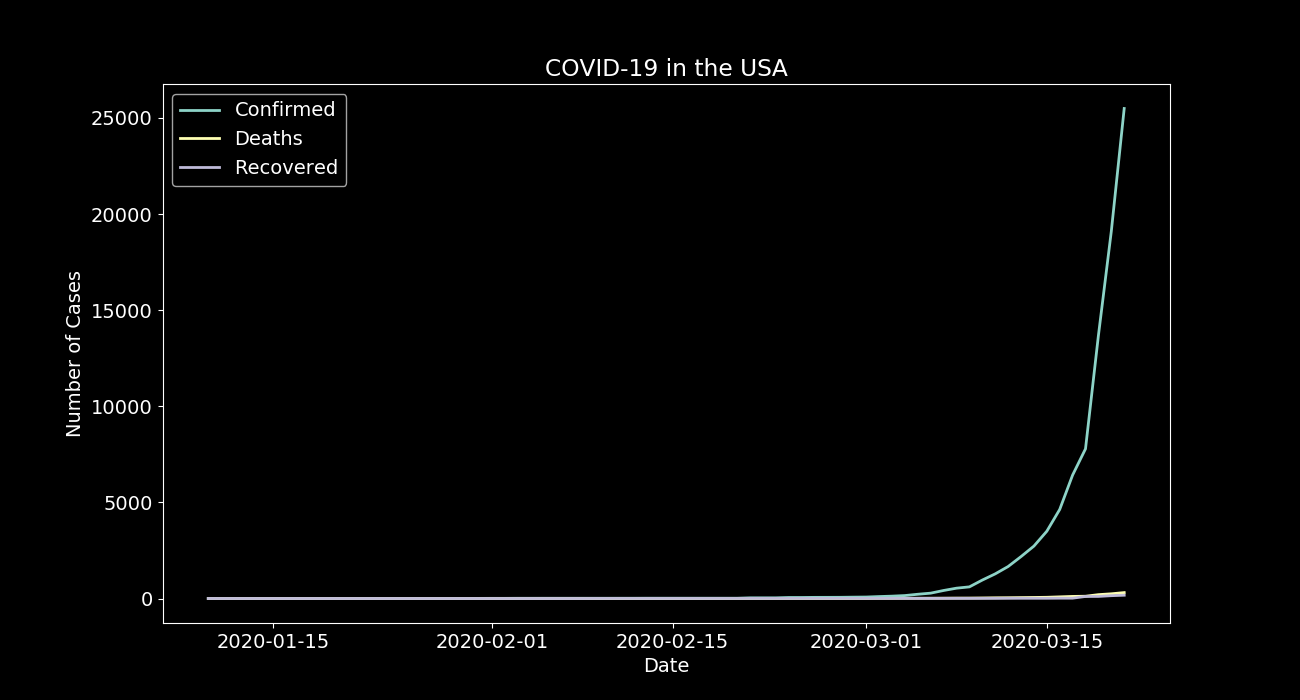 COVID-19 in the USA
Confirmed
Deaths
Recovered
25000
20000
15000
10000
5000
0
Number of Cases
2020-01-15 2020-02-01 2020-02-15 2020-03-01 2020-03-15
Date